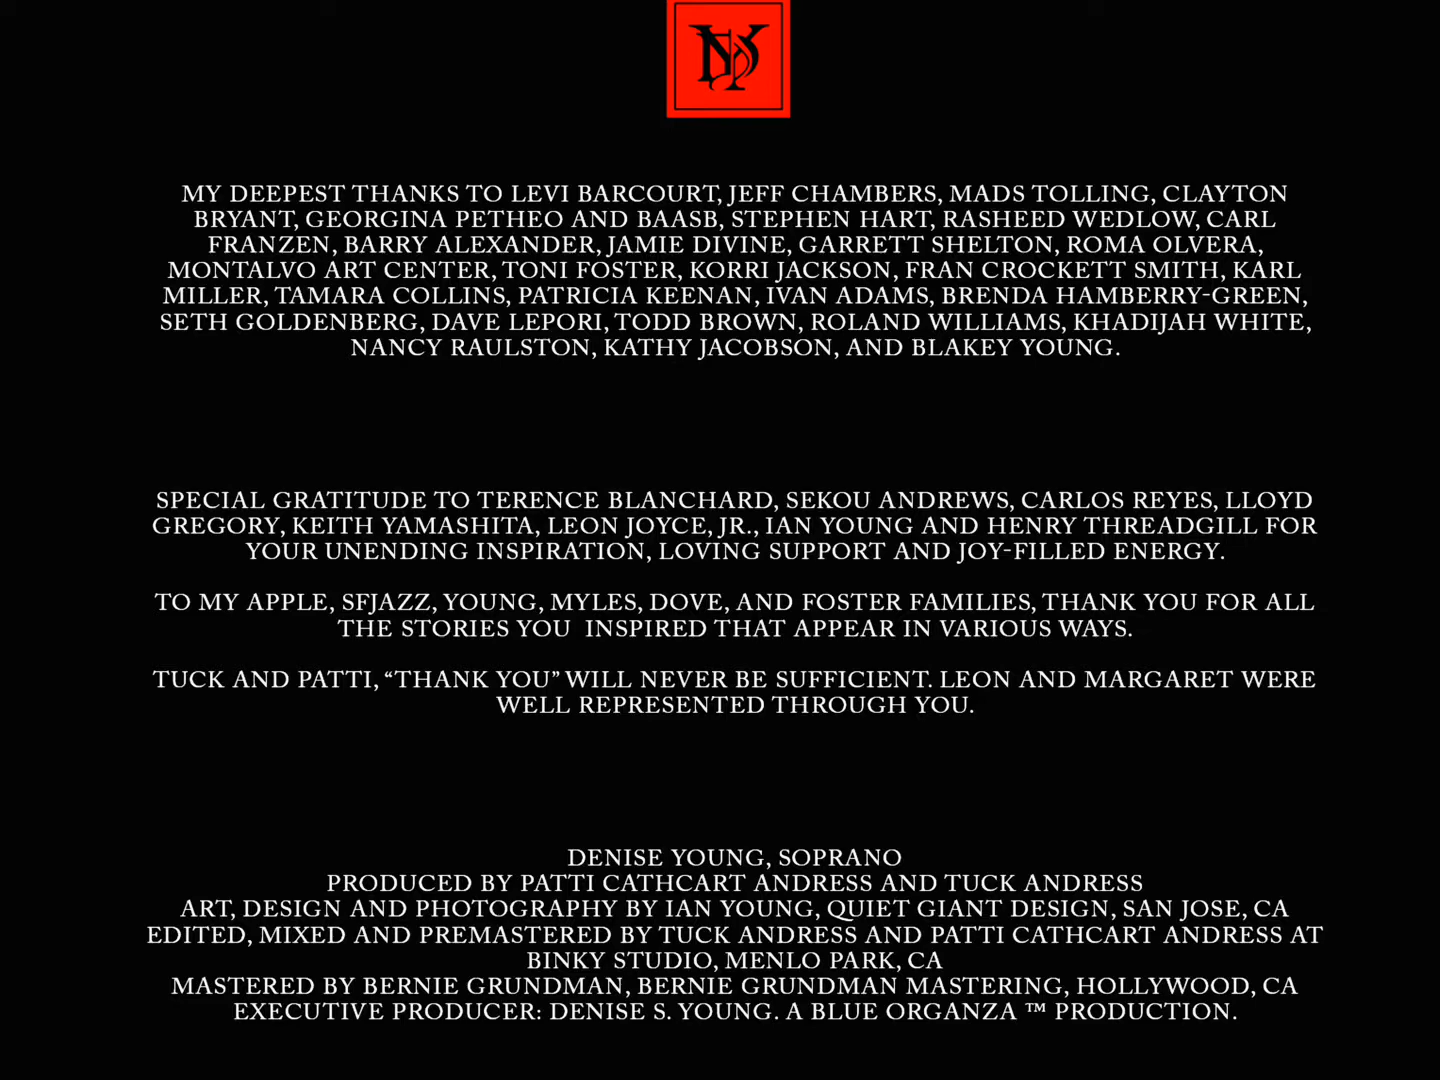 MY DEEPEST THANKS TO LEVI BARCOURT, JEFF CHAMBERS, MADS TOLLING, CLAYTON
BRYANT, GEORGINA PETHEO AND BAASB, STEPHEN HART, RASHEED WEDLOW, CARL
FRANZEN, BARRY ALEXANDER, JAMIE DIVINE, GARRETT SHELTON, ROMA OLVERA,
MONTALVO ART CENTER, TONI FOSTER, KORRI JACKSON, FRAN CROCKETT SMITH, KARL
MILLER, TAMARA COLLINS, PATRICIA KEENAN, IVAN ADAMS, BRENDA HAMBERRY-GREEN,
SETH GOLDENBERG, DAVE LEPORI, TODD BROWN, ROLAND WILLIAMS, KHADIJAH WHITE,
NANCY RAULSTON, KATHY JACOBSON, AND BLAKEY YOUNG.
SPECIAL GRATITUDE TO TERENCE BLANCHARD, SEKOU ANDREWS, CARLOS REYES, LLOYD
GREGORY, KEITH YAMASHITA, LEON JOYCE, JR., IAN YOUNG AND HENRY THREADGILL FOR
YOUR UNENDING INSPIRATION, LOVING SUPPORT AND JOY-FILLED ENERGY.
TO MY APPLE, SFJAZZ, YOUNG, MYLES, DOVE, AND FOSTER FAMILIES, THANK YOU FOR ALL
THE STORIES YOU  INSPIRED THAT APPEAR IN VARIOUS WAYS.
TUCK AND PATTI, “THANK YOU” WILL NEVER BE SUFFICIENT. LEON AND MARGARET WERE
WELL REPRESENTED THROUGH YOU.
DENISE YOUNG, SOPRANO
PRODUCED BY PATTI CATHCART ANDRESS AND TUCK ANDRESS
ART, DESIGN AND PHOTOGRAPHY BY IAN YOUNG, QUIET GIANT DESIGN, SAN JOSE, CA
EDITED, MIXED AND PREMASTERED BY TUCK ANDRESS AND PATTI CATHCART ANDRESS AT
BINKY STUDIO, MENLO PARK, CA
MASTERED BY BERNIE GRUNDMAN, BERNIE GRUNDMAN MASTERING, HOLLYWOOD, CA
EXECUTIVE PRODUCER: DENISE S. YOUNG. A BLUE ORGANZA ™ PRODUCTION.